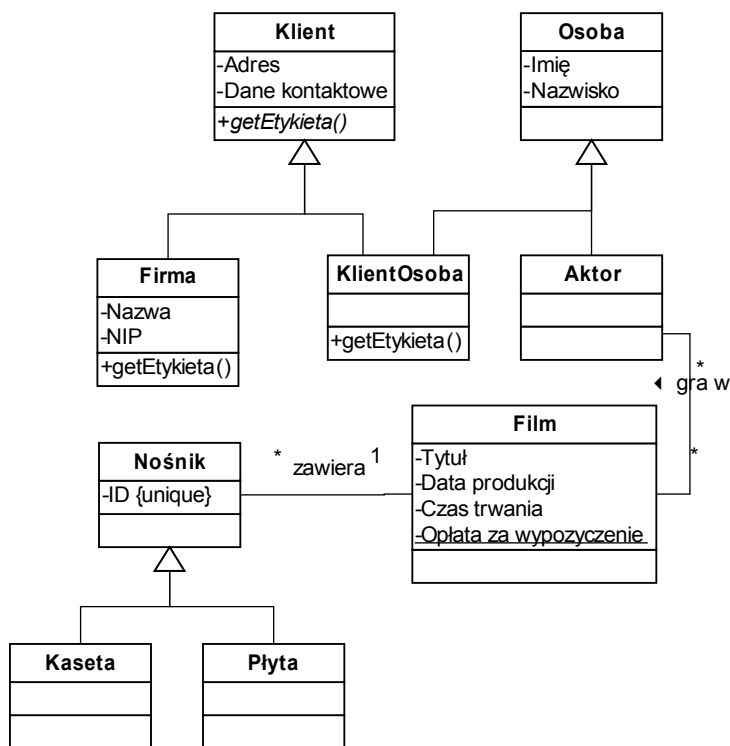 Klient
-Adres
-Dane kontaktowe
+getEtykieta()
Osoba
-Imię
-Nazwisko
Firma
-Nazwa
-NIP
+getEtykieta()
KlientOsoba
+getEtykieta()
Aktor
*
gra w
*
Nośnik
-ID {unique}
* zawiera 1
Film
-Tytuł
-Data produkcji
-Czas trwania
-Opłata za wypozyczenie
Kaseta
Płyta